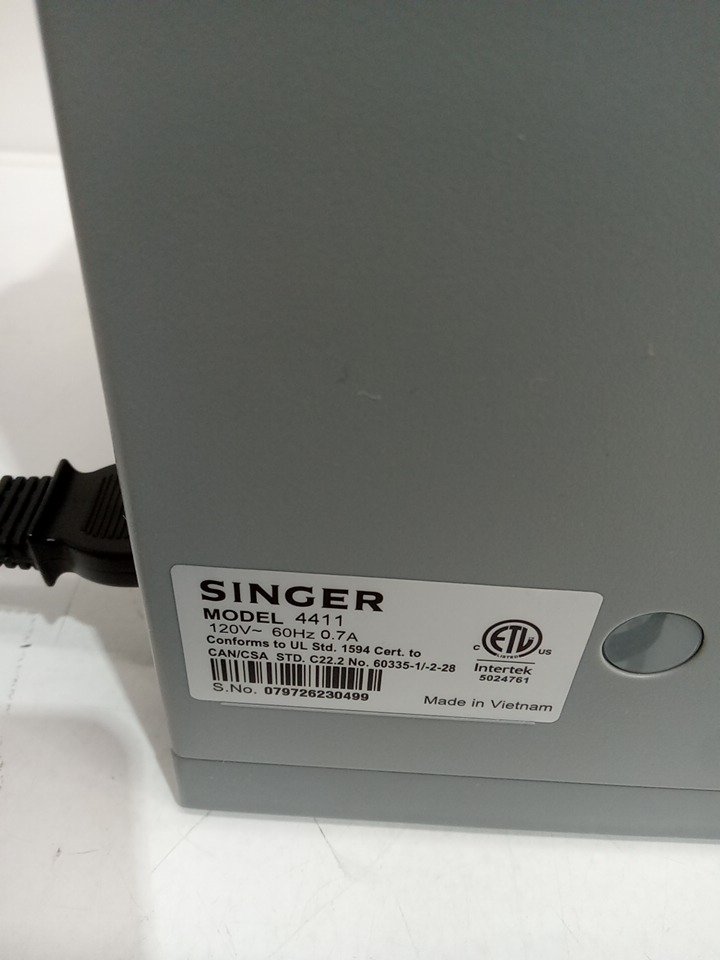 SINGER
MODEL 4411
120V~ 60Hz 0.7A
Conforms to UL Std. 1594 Cert. to
CAN/CSA STD. C22.2 No. 60335-1/-2-28
S.No. 079726230499
C ETL US
LISTED
Intertek
5024761
Made in Vietnam